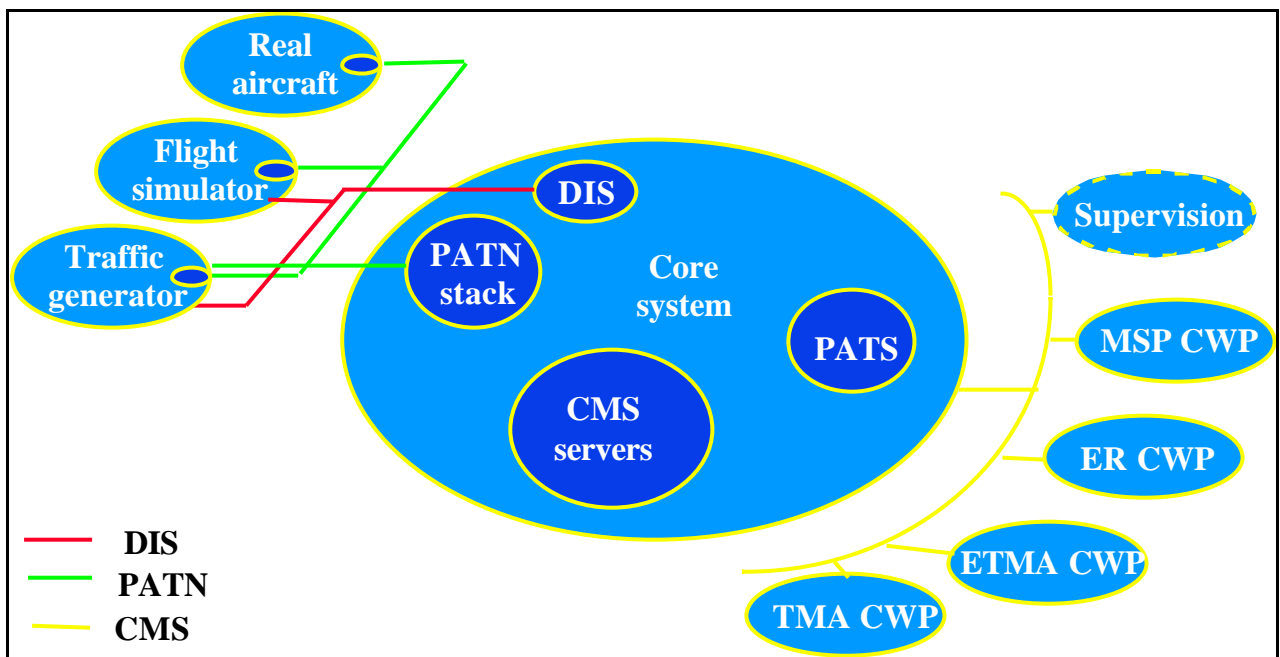 Real
aircraft
Flight
simulator
Traffic
generator
DIS
PATN
stack
Core
system
PATS
CMS
servers
Supervision
MSP CWP
ER CWP
ETMA CWP
TMA CWP
DIS
PATN
CMS